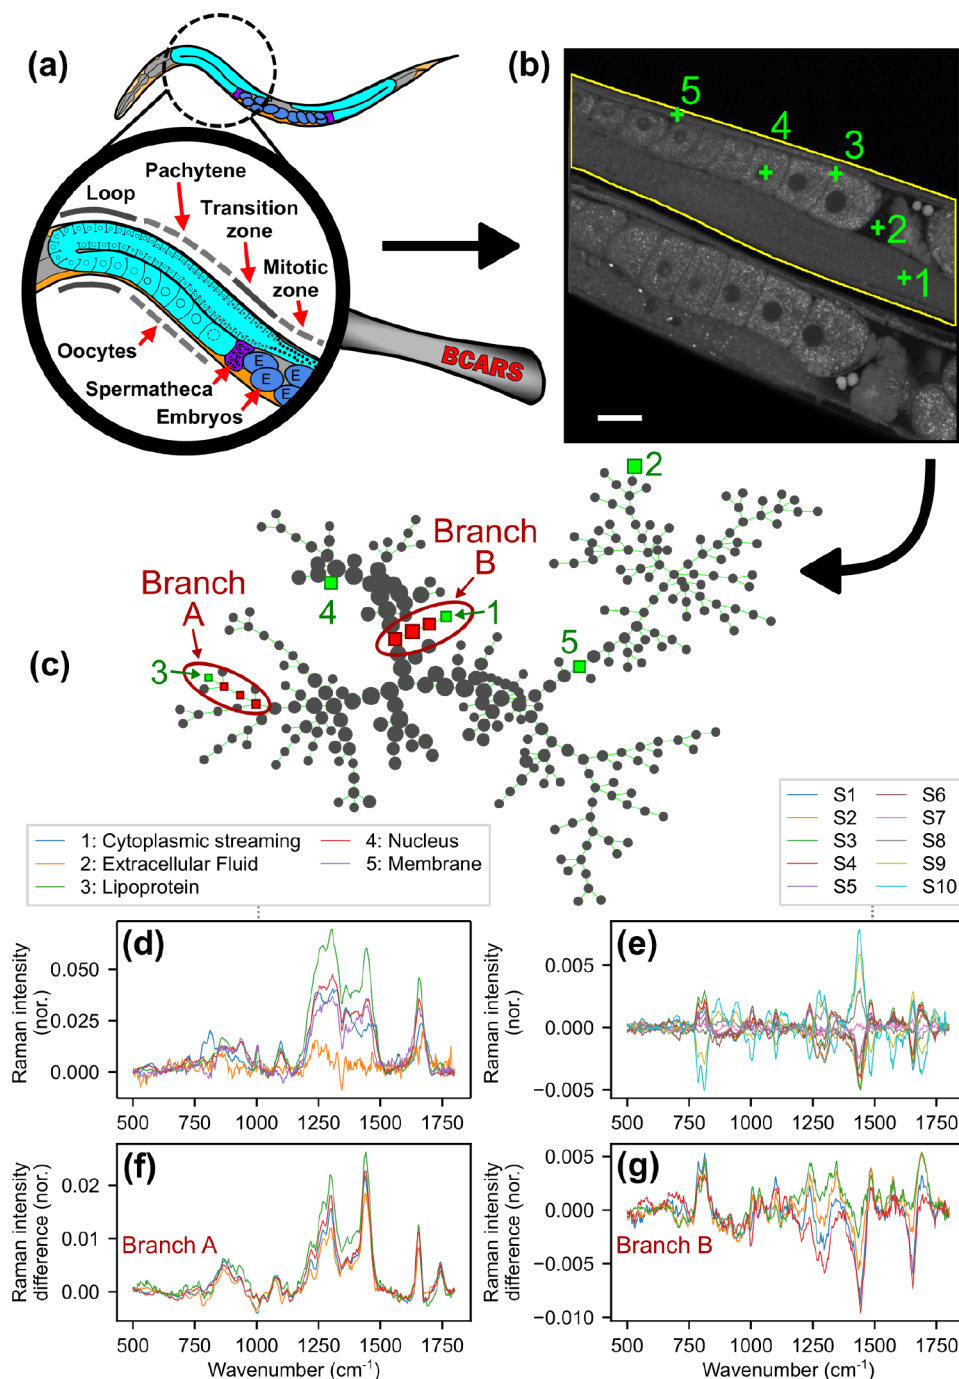 (a)
Pachytene
Loop
Transition
zone
Mitotic
zone
Oocytes
Spermatheca
Embryos
E
E
E
E
BCARS
(b)
5
4
3
2
1
2
Branch
B
Branch
A
4
1
5
3
(c)
1: Cytoplasmic streaming
2: Extracellular Fluid
3: Lipoprotein
4: Nucleus
5: Membrane
S1
S2
S3
S4
S5
S6
S7
S8
S9
S10
(d)
Raman intensity
(nor.)
0.050
0.025
0.000
500
750
1000
1250
1500
1750
(e)
Raman intensity
(nor.)
0.005
0.000
−0.005
500
750
1000
1250
1500
1750
(f)
Raman intensity
difference (nor.)
0.02
0.01
0.00
Branch A
500
750
1000
1250
1500
1750
Wavenumber (cm⁻¹)
(g)
Raman intensity
difference (nor.)
0.005
0.000
−0.005
−0.010
Branch B
500
750
1000
1250
1500
1750
Wavenumber (cm⁻¹)